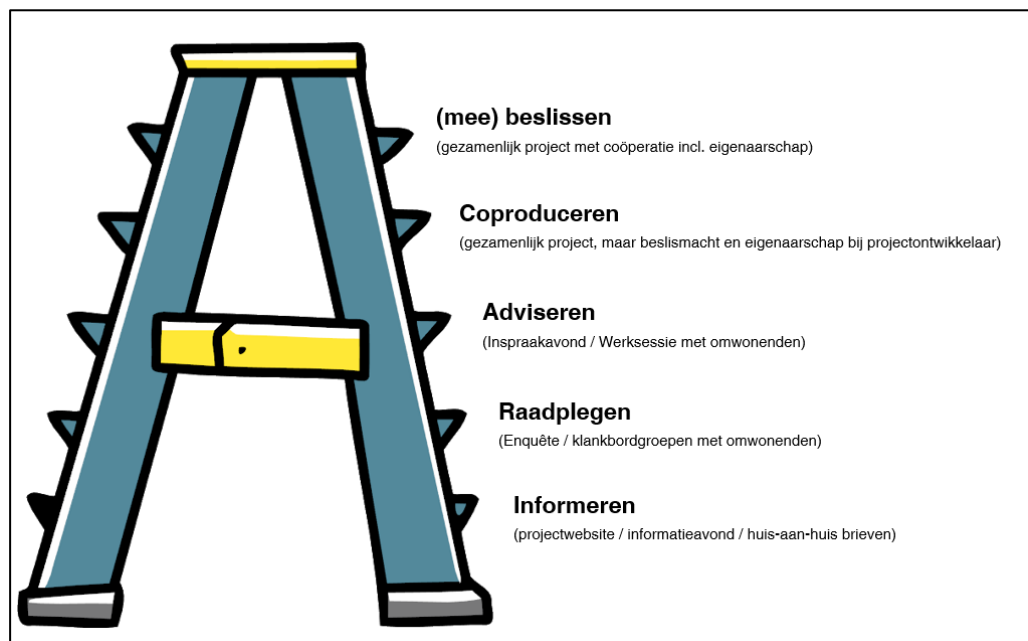 (mee) beslissen
(gezamenlijk project met coöperatie incl. eigenaarschap)
Coproduceren
(gezamenlijk project, maar beslismacht en eigenaarschap bij projectontwikkelaar)
Adviseren
(Inspraakavond / Werksessie met omwonenden)
Raadplegen
(Enquête / klankbordgroepen met omwonenden)
Informeren
(projectwebsite / informatieavond / huis-aan-huis brieven)